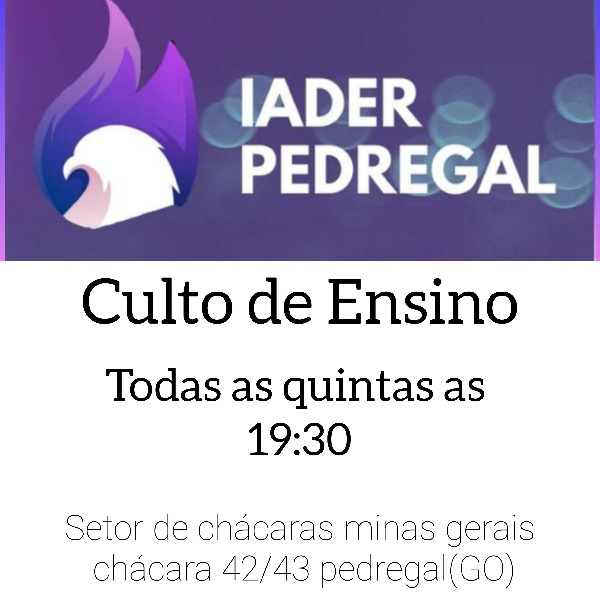 IADER
PEDREGAL
Culto de Ensino
Todas as quintas as
19:30
Setor de chácaras minas gerais
chácara 42/43 pedregal(GO)